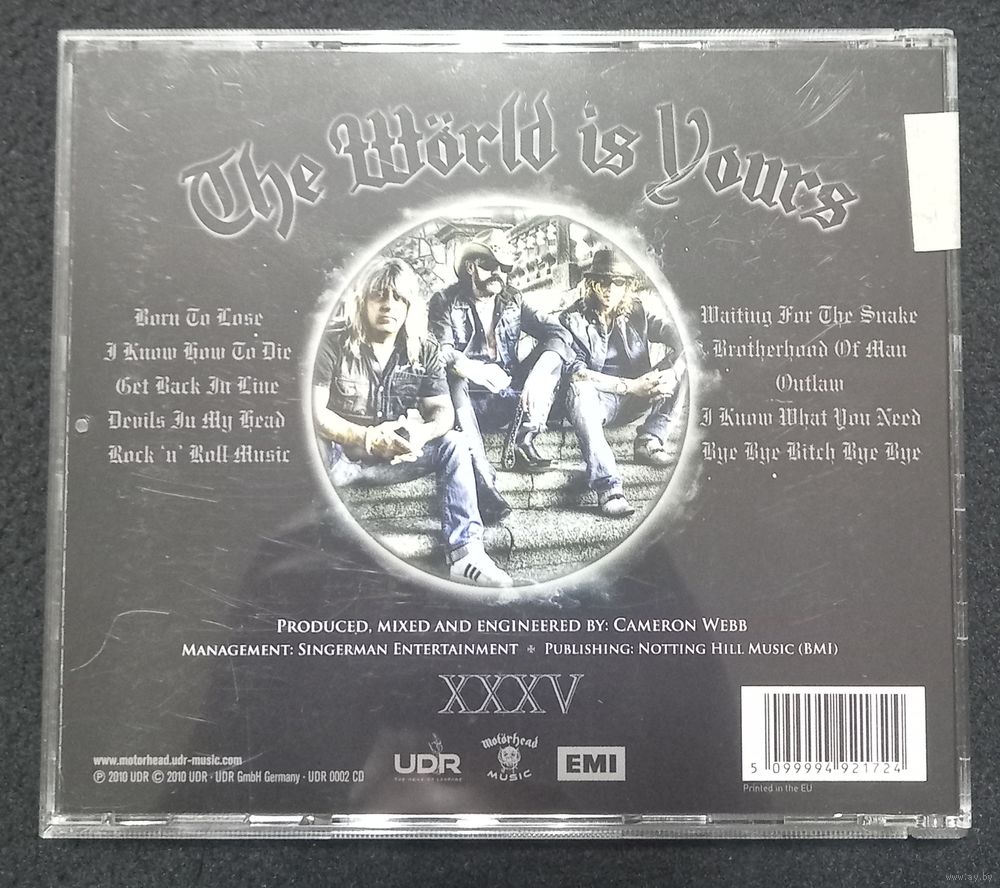 The Wörld is Yours
Born To Lose
I Know How To Die
Get Back In Line
Devils In My Head
Rock 'n' Roll Music
Waiting For The Snake
Brotherhood Of Man
Outlaw
I Know What You Need
Bye Bye Bitch Bye Bye
PRODUCED, MIXED AND ENGINEERED BY: CAMERON WEBB
MANAGEMENT: SINGERMAN ENTERTAINMENT ✠ PUBLISHING: NOTTING HILL MUSIC (BMI)
XXXV
www.motorhead.udr-music.com
℗ 2010 UDR © 2010 UDR · UDR GmbH Germany · UDR 0002 CD
UDR
Motörhead
MUSIC
EMI
5 099994 921724
Printed in the EU
www.ay.by